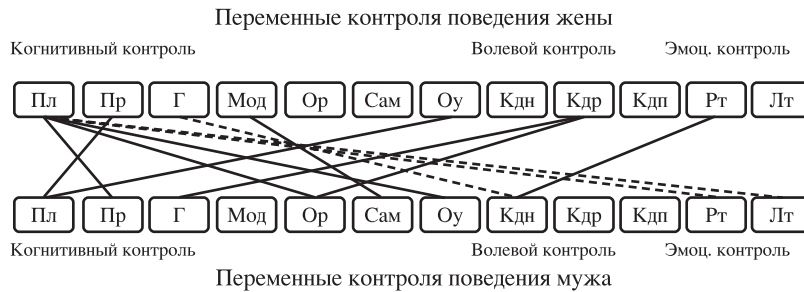 Переменные контроля поведения жены
Когнитивный контроль Волевой контроль Эмоц. контроль
Пл Пр Г Мод Ор Сам Оу Кдн Кдр Кдп Рт Лт
Пл Пр Г Мод Ор Сам Оу Кдн Кдр Кдп Рт Лт
Когнитивный контроль Волевой контроль Эмоц. контроль
Переменные контроля поведения мужа